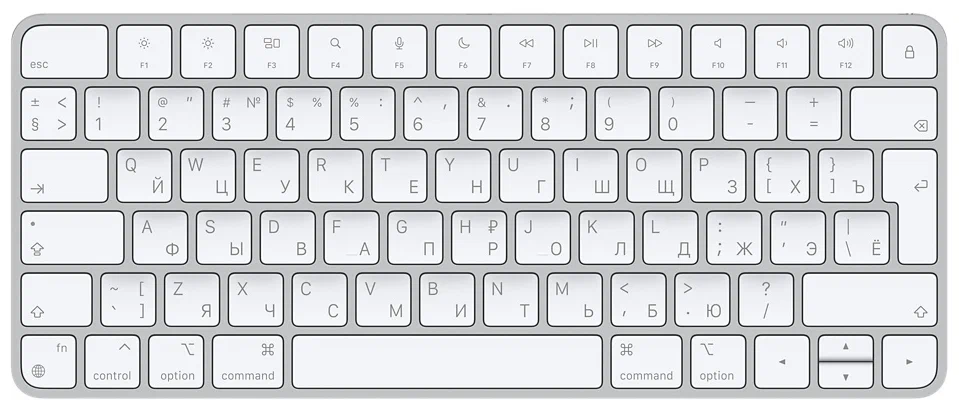 esc F1 F2 F3 F4 F5 F6 F7 F8 F9 F10 F11 F12
± < ! @ " # № $ % % : ^ , & . * ; ( ) — +
§ > 1 2 3 4 5 6 7 8 9 0 - =
Q W E R T Y U I O P { }
Й Ц У К Е Н Г Ш Щ З [ Х ] Ъ
A S D F G H ₽ J K L : " |
Ф Ы В А П Р О Л Д ; Ж ' Э \ Ё
~ [ Z X C V B N M < > ?
` ] Я Ч С М И Т Ь , Б . Ю /
fn
control option command command option